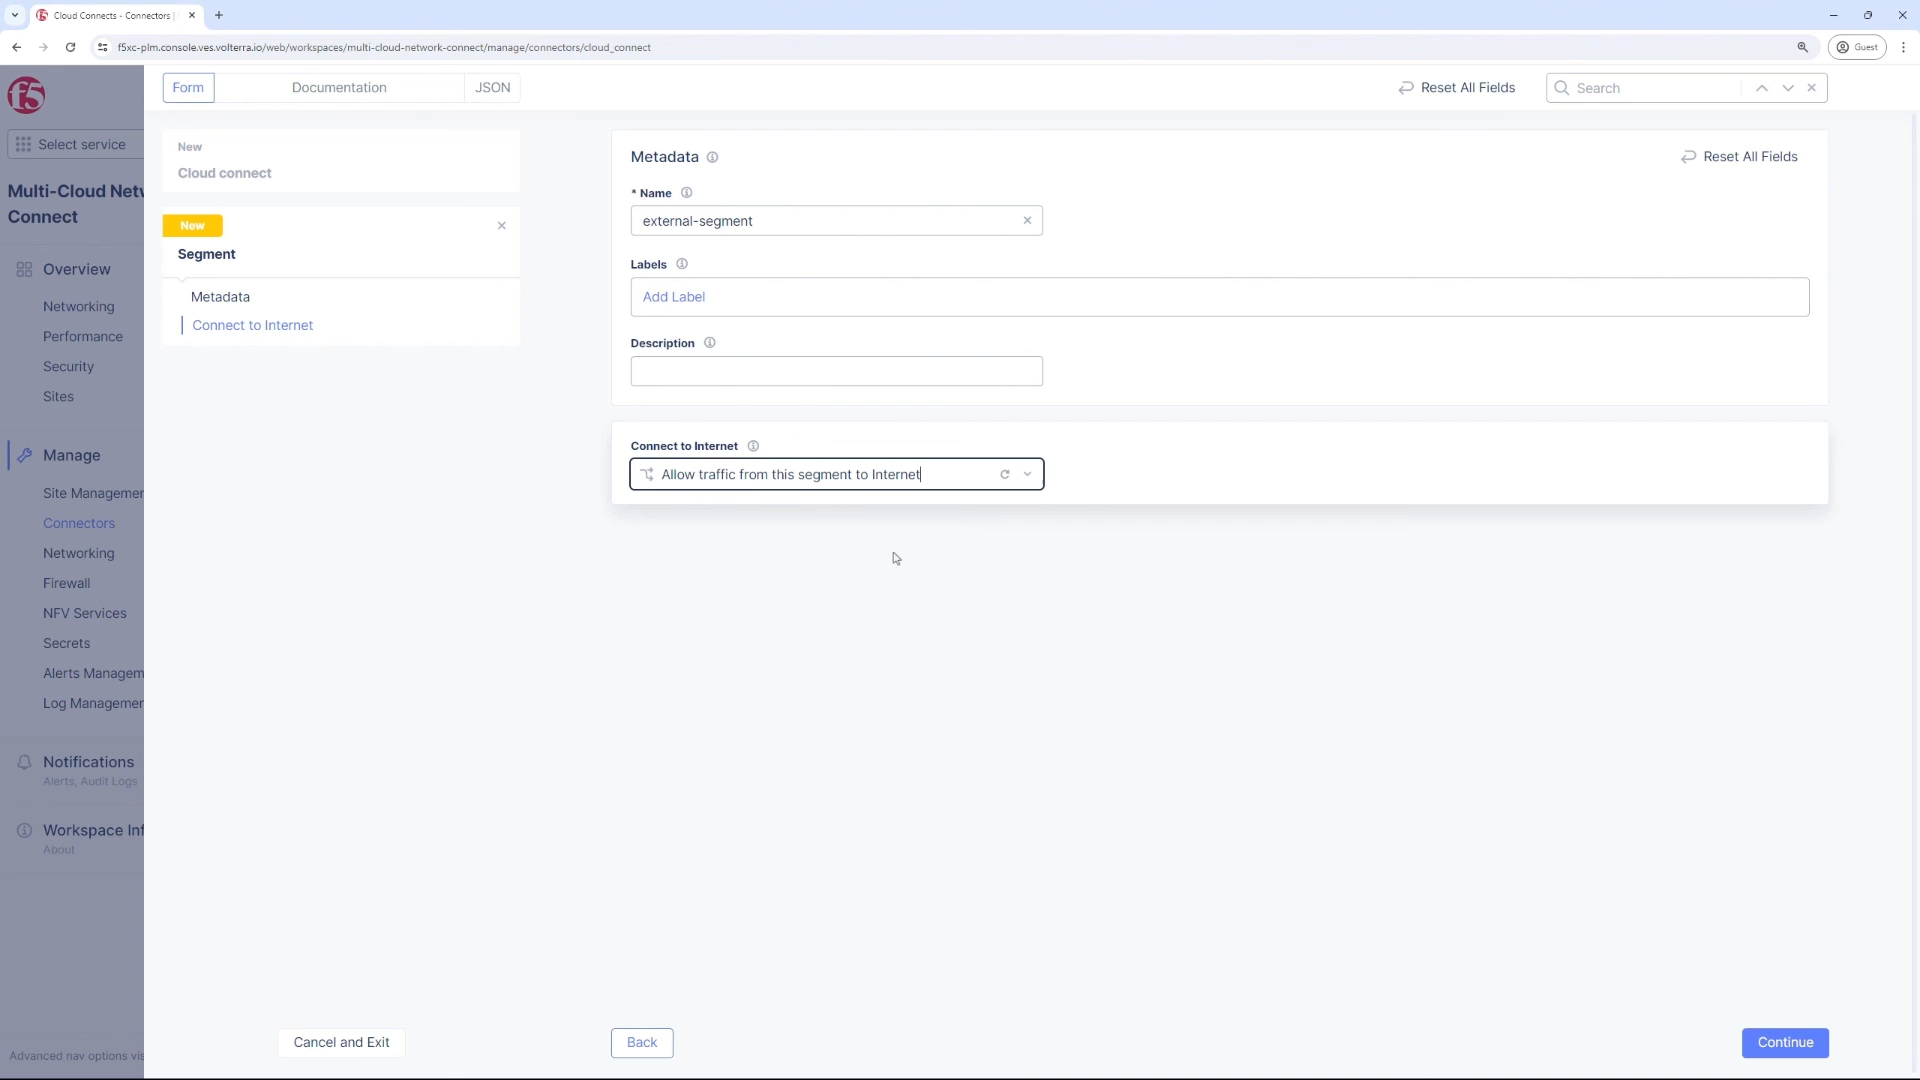 Cloud Connects - Connectors |
f5xc-plm.console.ves.volterra.io/web/workspaces/multi-cloud-network-connect/manage/connectors/cloud_connect
Guest
f5
Form
Documentation
JSON
Reset All Fields
Search
Select service
Multi-Cloud Netw
Connect
Overview
Networking
Performance
Security
Sites
Manage
Site Managemen
Connectors
Networking
Firewall
NFV Services
Secrets
Alerts Managem
Log Managemen
Notifications
Alerts, Audit Logs
Workspace Inf
About
Advanced nav options vis
New
Cloud connect
New
Segment
Metadata
Connect to Internet
Metadata
Reset All Fields
* Name
external-segment
Labels
Add Label
Description
Connect to Internet
Allow traffic from this segment to Internet
Cancel and Exit
Back
Continue